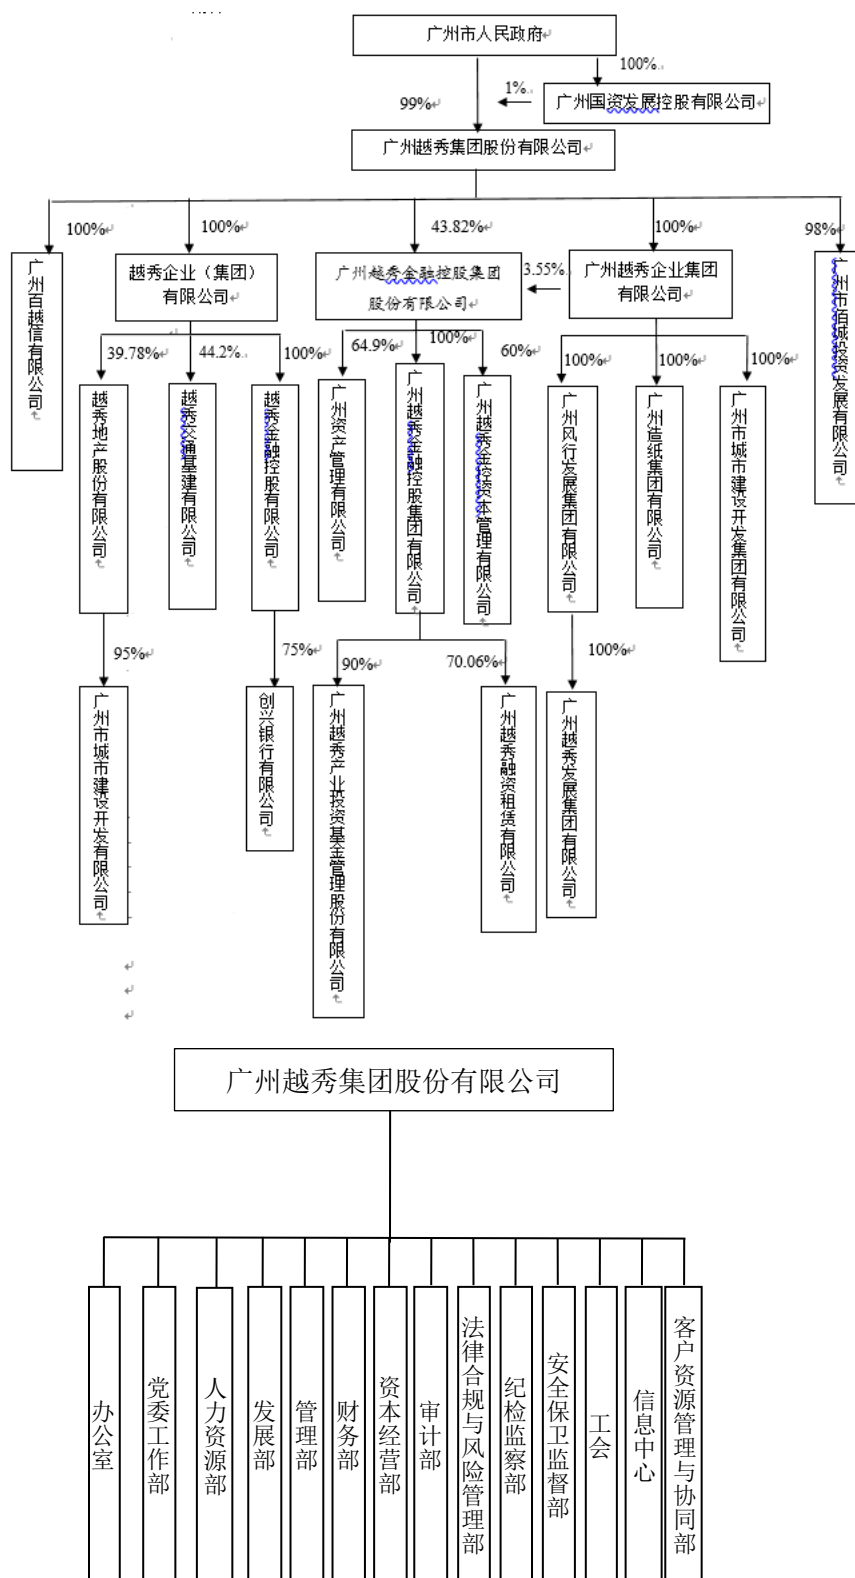 广州市人民政府
100%
1%
广州国资发展控股有限公司
99%
广州越秀集团股份有限公司
100%
100%
43.82%
100%
98%
广州百越信有限公司
越秀企业（集团）
有限公司
广州越秀金融控股集团
股份有限公司
3.55%
广州越秀企业集团
有限公司
广州市佰城投资发展有限公司
39.78%
44.2%
100%
64.9%
100%
60%
100%
100%
100%
越秀地产股份有限公司
越秀交通基建有限公司
越秀金融控股有限公司
广州资产管理有限公司
广州越秀金融控股集团有限公司
广州越秀金控资本管理有限公司
广州风行发展集团有限公司
广州造纸集团有限公司
广州市城市建设开发集团有限公司
95%
75%
90%
70.06%
100%
广州市城市建设开发有限公司
创兴银行有限公司
广州越秀产业投资基金管理股份有限公司
广州越秀融资租赁有限公司
广州越秀发展集团有限公司
广州越秀集团股份有限公司
办公室
党委工作部
人力资源部
发展部
管理部
财务部
资本经营部
审计部
法律合规与风险管理部
纪检监察部
安全保卫监督部
工会
信息中心
客户资源管理与协同部